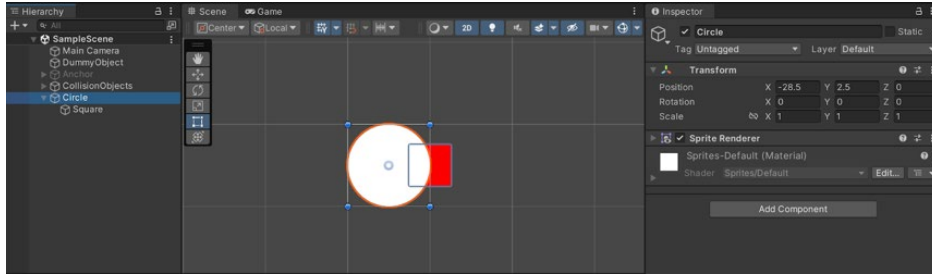 Hierarchy
All
SampleScene
Main Camera
DummyObject
Anchor
CollisionObjects
Circle
Square
Scene Game
Center Local
2D
Inspector
Circle Static
Tag Untagged Layer Default
Transform
Position X -28.5 Y 2.5 Z 0
Rotation X 0 Y 0 Z 0
Scale X 1 Y 1 Z 1
Sprite Renderer
Sprites-Default (Material)
Shader Sprites/Default Edit...
Add Component